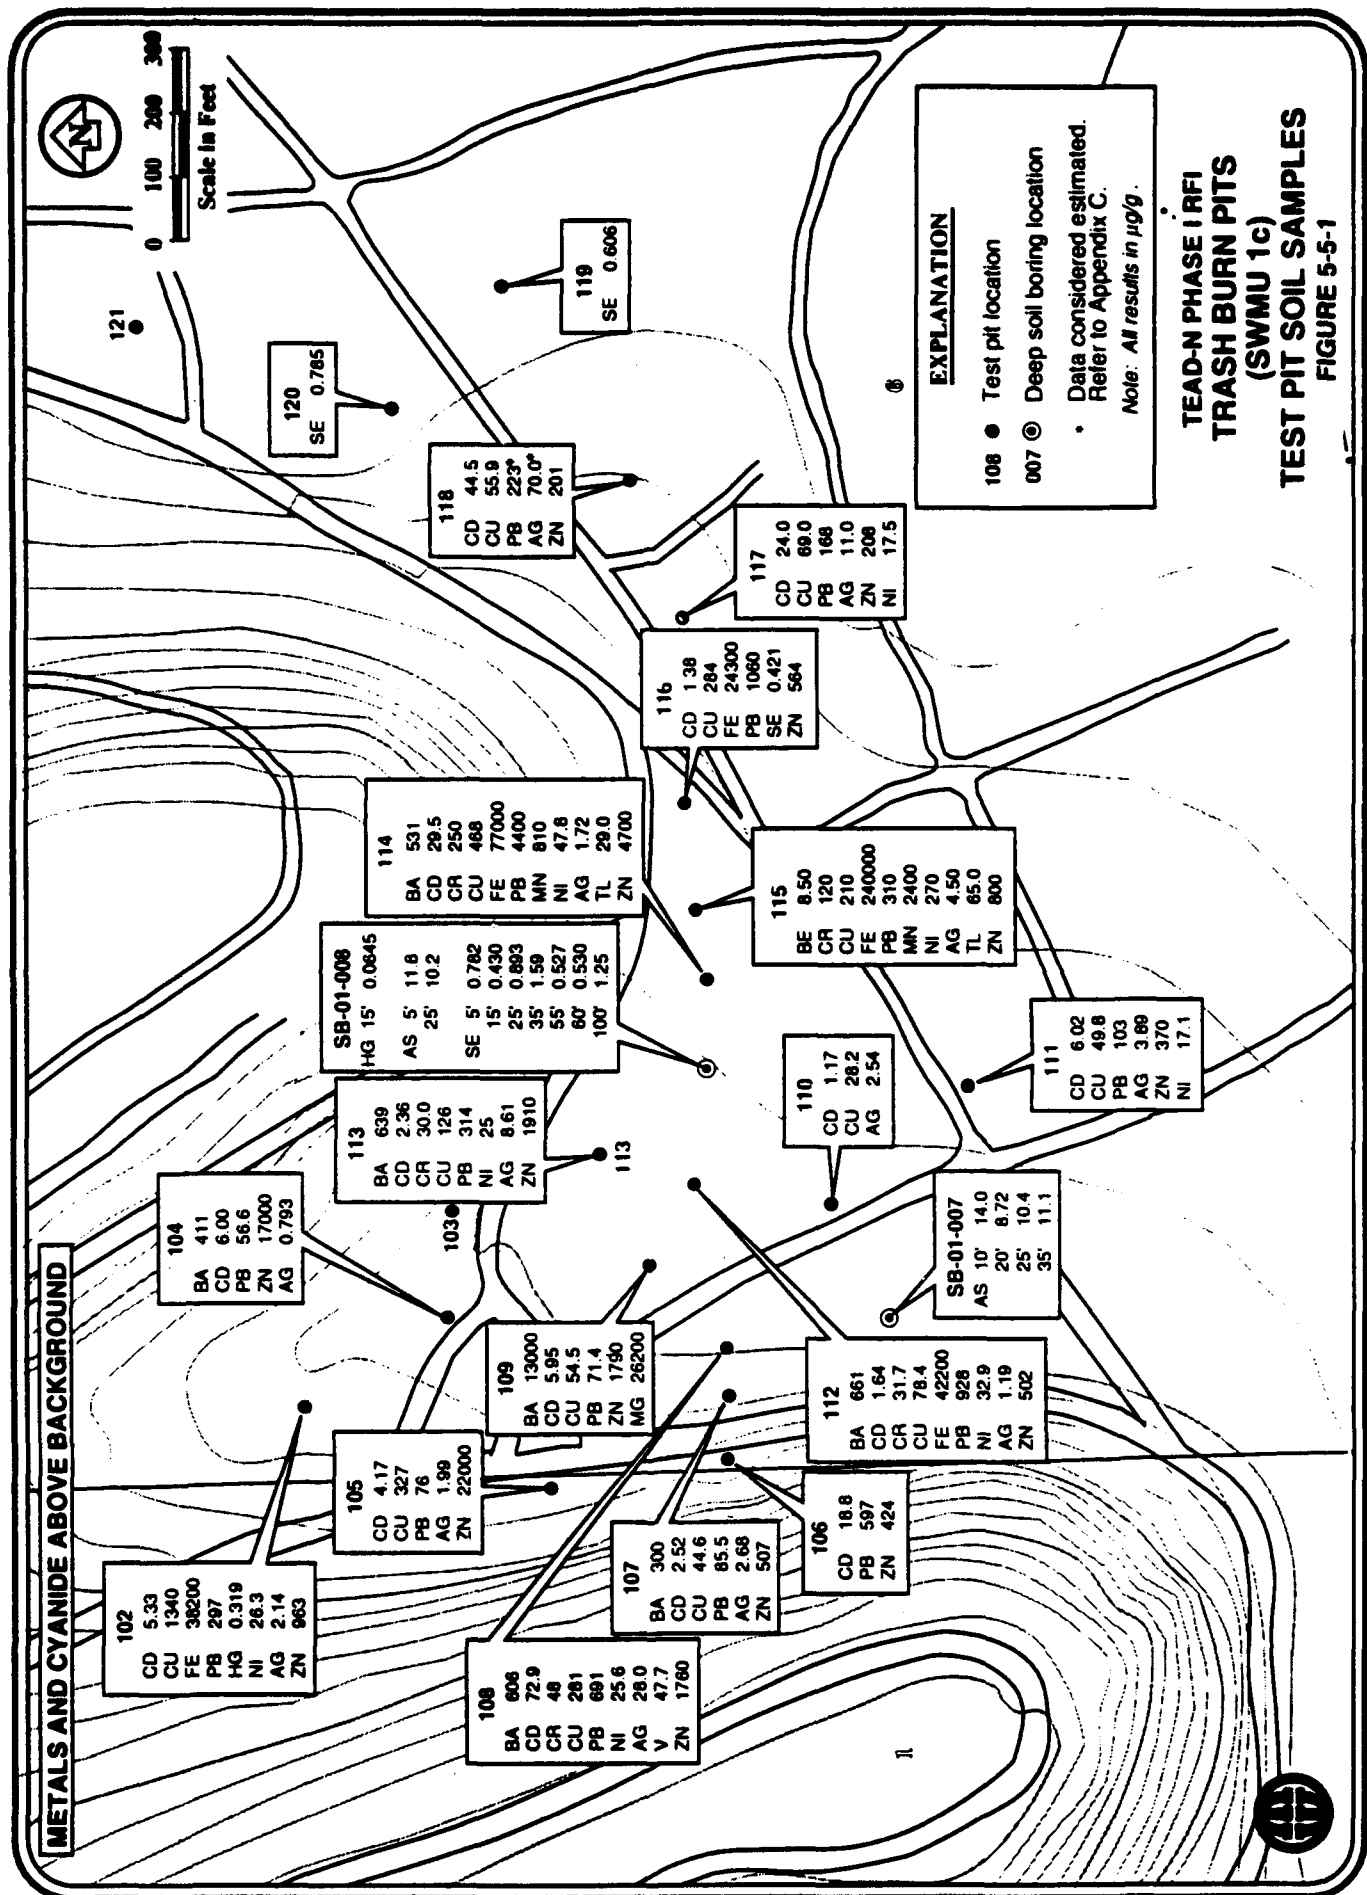 METALS AND CYANIDE ABOVE BACKGROUND
N
0 100 200 300
Scale in Feet
102
CD 5.33
CU 1340
FE 38200
PB 297
HG 0.319
NI 26.3
AG 2.14
ZN 963
104
BA 411
CD 6.00
PB 56.6
ZN 17000
AG 0.793
103
105
CD 4.17
CU 327
PB 76
AG 1.99
ZN 22000
113
BA 639
CD 2.36
CR 30.0
CU 126
PB 314
NI 25
AG 8.61
ZN 1910
113
SB-01-008
HG 15' 0.0645
AS 5' 11.8
25' 10.2
SE 5' 0.782
15' 0.430
25' 0.893
35' 1.59
55' 0.527
60' 0.530
100' 1.25
114
BA 531
CD 29.5
CR 250
CU 468
FE 77000
PB 4400
MN 810
NI 47.8
AG 1.72
TL 29.0
ZN 4700
120
SE 0.785
121
118
CD 44.5
CU 55.9
PB 223*
AG 70.0*
ZN 201
119
SE 0.606
108
BA 606
CD 72.9
CR 48
CU 281
PB 691
NI 25.6
AG 28.0
V 47.7
ZN 1760
109
BA 13000
CD 5.95
CU 54.5
PB 71.4
ZN 1790
MG 26200
107
BA 300
CD 2.52
CU 44.6
PB 85.5
AG 2.68
ZN 507
106
CD 18.8
PB 597
ZN 424
112
BA 661
CD 1.64
CR 31.7
CU 78.4
FE 42200
PB 928
NI 32.9
AG 1.19
ZN 502
110
CD 1.17
CU 28.2
AG 2.54
SB-01-007
AS 10' 14.0
20' 8.72
25' 10.4
35' 11.1
111
CD 6.02
CU 49.8
PB 103
AG 3.89
ZN 370
NI 17.1
115
BE 8.50
CR 120
CU 210
FE 240000
PB 310
MN 2400
NI 270
AG 4.50
TL 65.0
ZN 800
116
CD 1 38
CU 284
FE 24300
PB 1060
SE 0.421
ZN 564
117
CD 24.0
CU 69.0
PB 168
AG 11.0
ZN 208
NI 17.5
EXPLANATION
108 Test pit location
007 Deep soil boring location
* Data considered estimated.
Refer to Appendix C.
Note: All results in µg/g.
TEAD-N PHASE I RFI
TRASH BURN PITS
(SWMU 1c)
TEST PIT SOIL SAMPLES
FIGURE 5-5-1